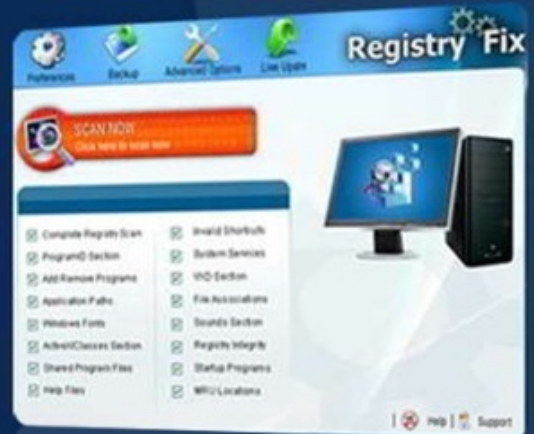 Registry Fix
Preferences
Backup
Advanced Options
Live Update
SCAN NOW
Click here to scan now
Complete Registry Scan
ProgramID Section
Add Remove Programs
Application Paths
Windows Fonts
ActiveX/Classes Section
Shared Program Files
Help Files
Invalid Shortcuts
System Services
VXD Section
File Associations
Sounds Section
Registry Integrity
Startup Programs
MRU Locations
| Help | Support